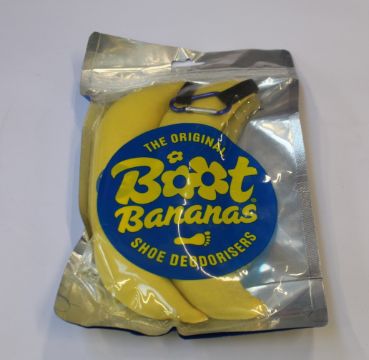 THE ORIGINAL
Boot
Bananas®
SHOE DEODORISERS